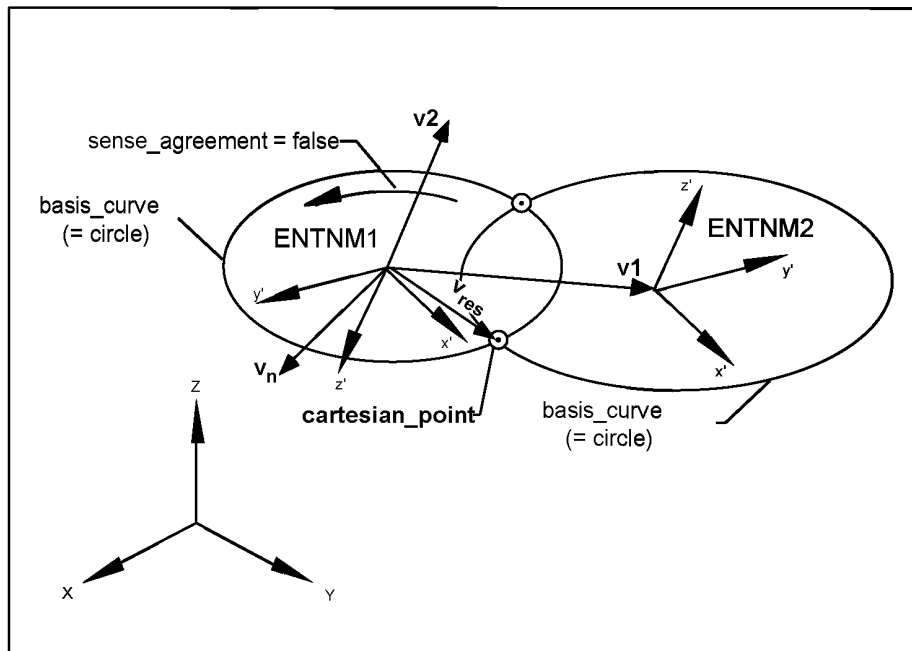 v2
sense_agreement = false
basis_curve
(= circle)
ENTNM1
z'
ENTNM2
v1
y'
y'
v_res
x'
x'
v_n
z'
cartesian_point
basis_curve
(= circle)
Z
X
Y